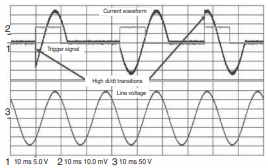 Current waveform
2
1
Trigger signal
High di/dt transitions
Line voltage
1 10 ms 5.0 V 2 10 ms 10.0 mV 3 10 ms 50 V